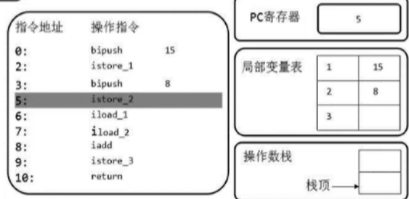 指令地址 操作指令
0: bipush 15
2: istore_1
3: bipush 8
5: istore_2
6: iload_1
7: iload_2
8: iadd
9: istore_3
10: return
PC寄存器 5
局部变量表
1 15
2 8
3
操作数栈
栈顶